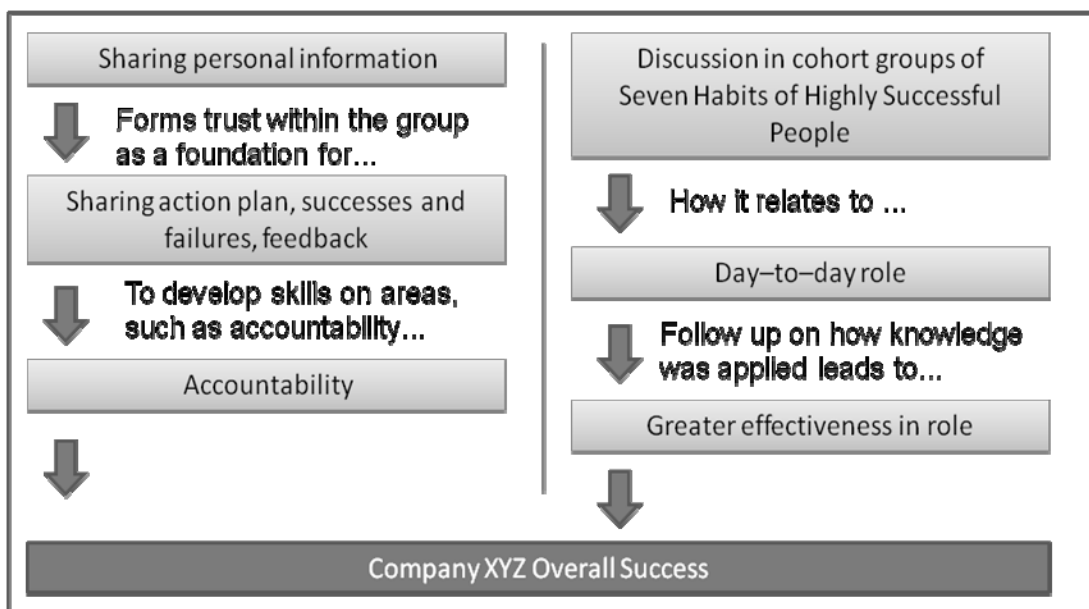 Sharing personal information
Forms trust within the group
as a foundation for...
Sharing action plan, successes and
failures, feedback
To develop skills on areas,
such as accountability...
Accountability
Discussion in cohort groups of
Seven Habits of Highly Successful
People
How it relates to ...
Day–to–day role
Follow up on how knowledge
was applied leads to...
Greater effectiveness in role
Company XYZ Overall Success